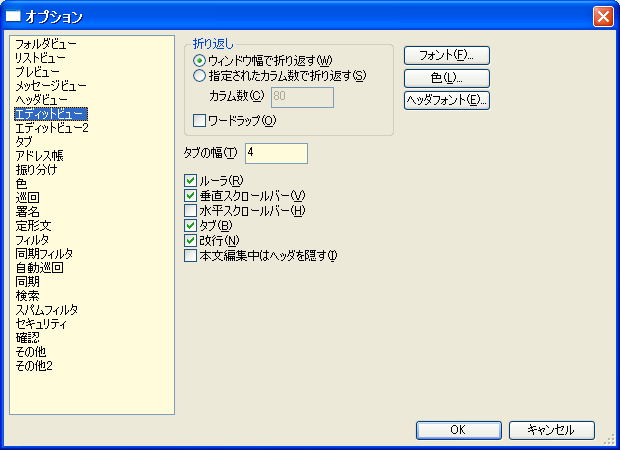 オプション
フォルダビュー
リストビュー
プレビュー
メッセージビュー
ヘッダビュー
エディットビュー
エディットビュー2
タブ
アドレス帳
振り分け
色
巡回
署名
定形文
フィルタ
同期フィルタ
自動巡回
同期
検索
スパムフィルタ
セキュリティ
確認
その他
その他2
折り返し
ウィンドウ幅で折り返す(W)
指定されたカラム数で折り返す(S)
カラム数(C) 80
ワードラップ(O)
タブの幅(T) 4
ルーラ(R)
垂直スクロールバー(V)
水平スクロールバー(H)
タブ(B)
改行(N)
本文編集中はヘッダを隠す(I)
フォント(F)...
色(L)...
ヘッダフォント(E)...
OK
キャンセル